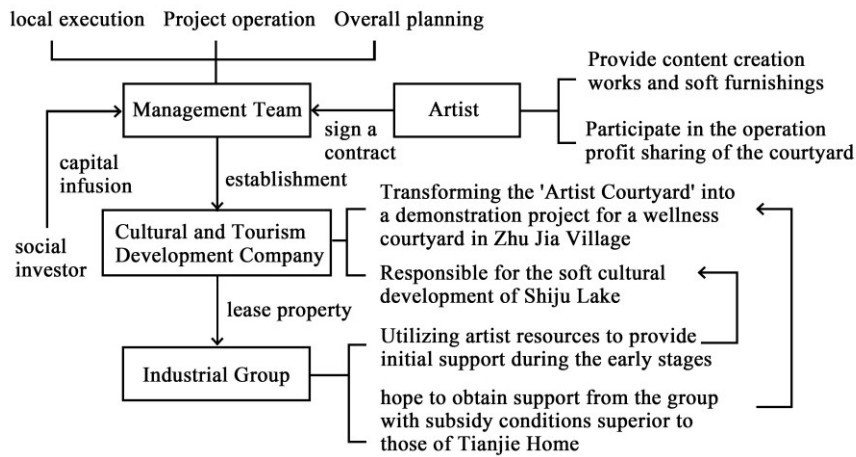 local execution Project operation Overall planning
Provide content creation
works and soft furnishings
Management Team
Artist
sign a
contract
Participate in the operation
profit sharing of the courtyard
capital
infusion
establishment
social
investor
Cultural and Tourism
Development Company
Transforming the 'Artist Courtyard' into
a demonstration project for a wellness
courtyard in Zhu Jia Village
Responsible for the soft cultural
development of Shiju Lake
lease property
Industrial Group
Utilizing artist resources to provide
initial support during the early stages
hope to obtain support from the group
with subsidy conditions superior to
those of Tianjie Home